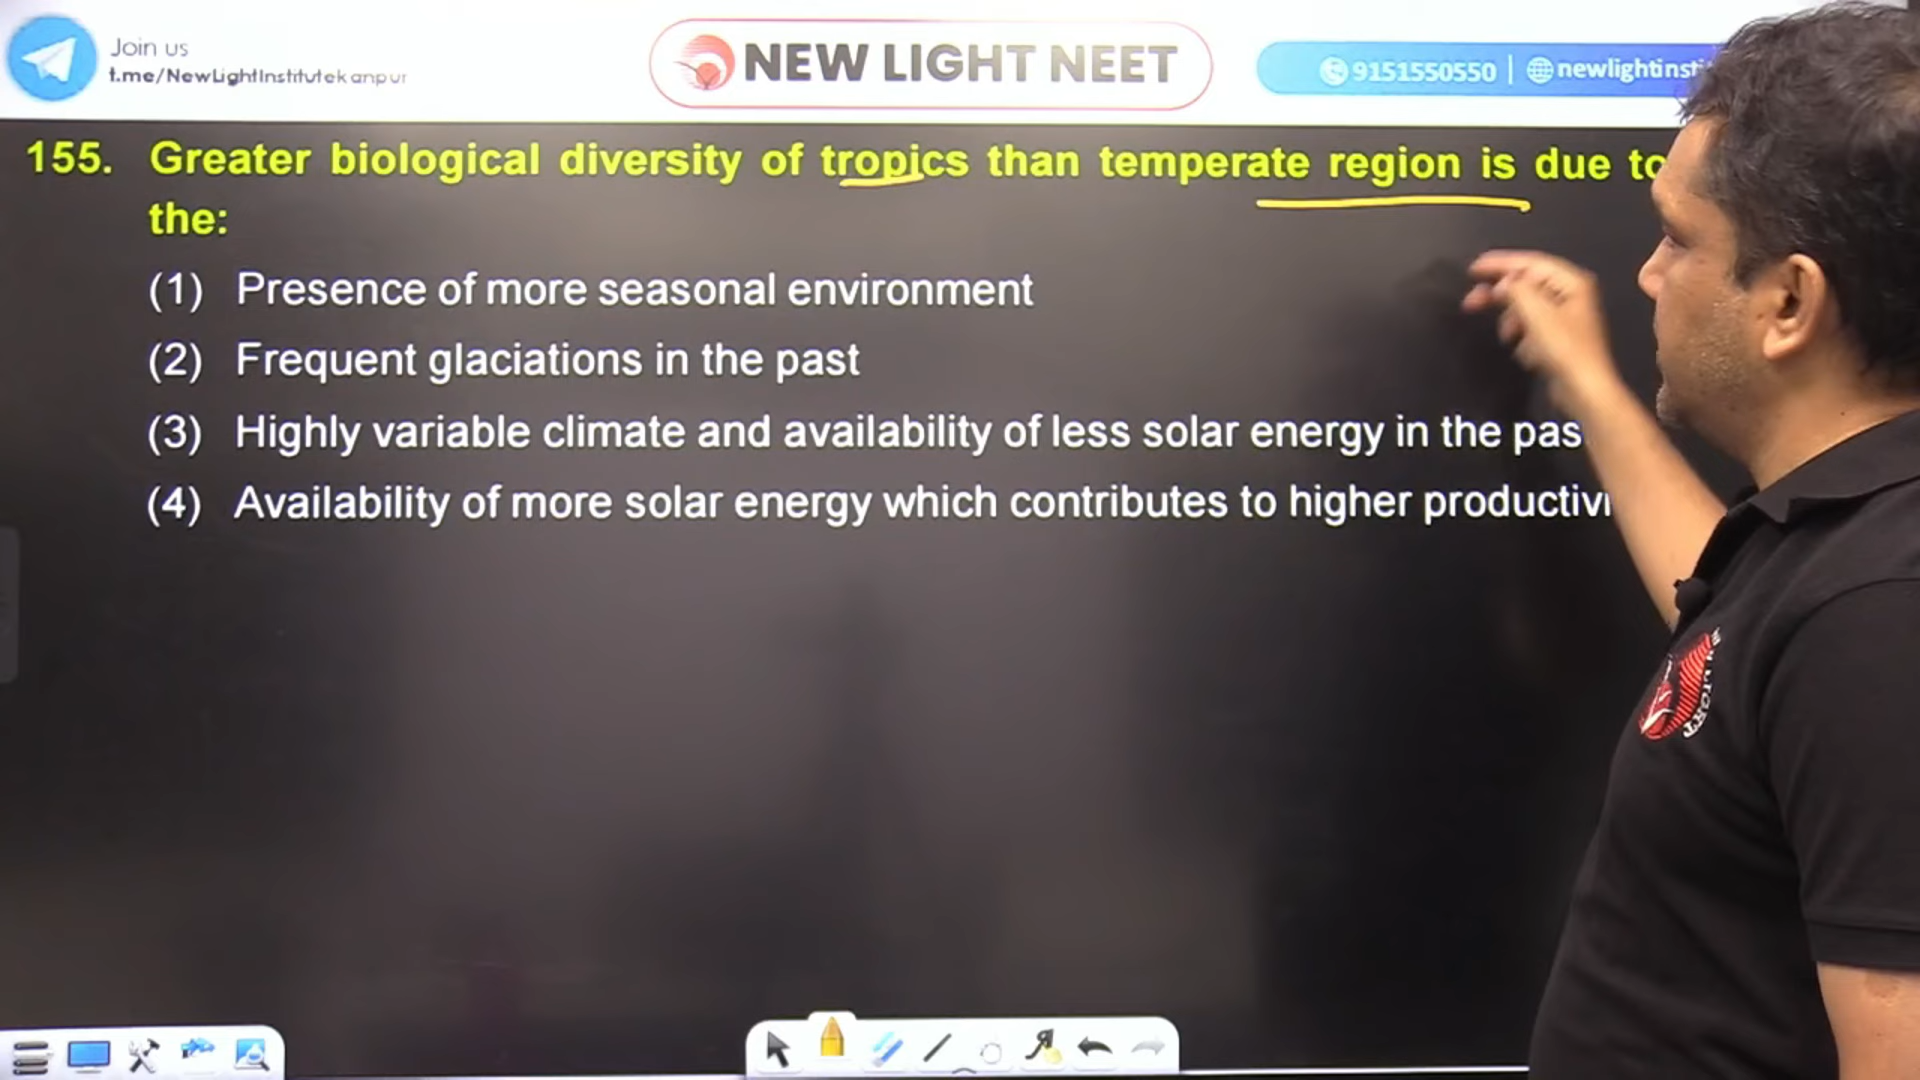 Join us
t.me/NewLightInstitutekanpur
NEW LIGHT NEET
9151550550
155. Greater biological diversity of tropics than temperate region is due to
the:
(1) Presence of more seasonal environment
(2) Frequent glaciations in the past
(3) Highly variable climate and availability of less solar energy in the pas
(4) Availability of more solar energy which contributes to higher